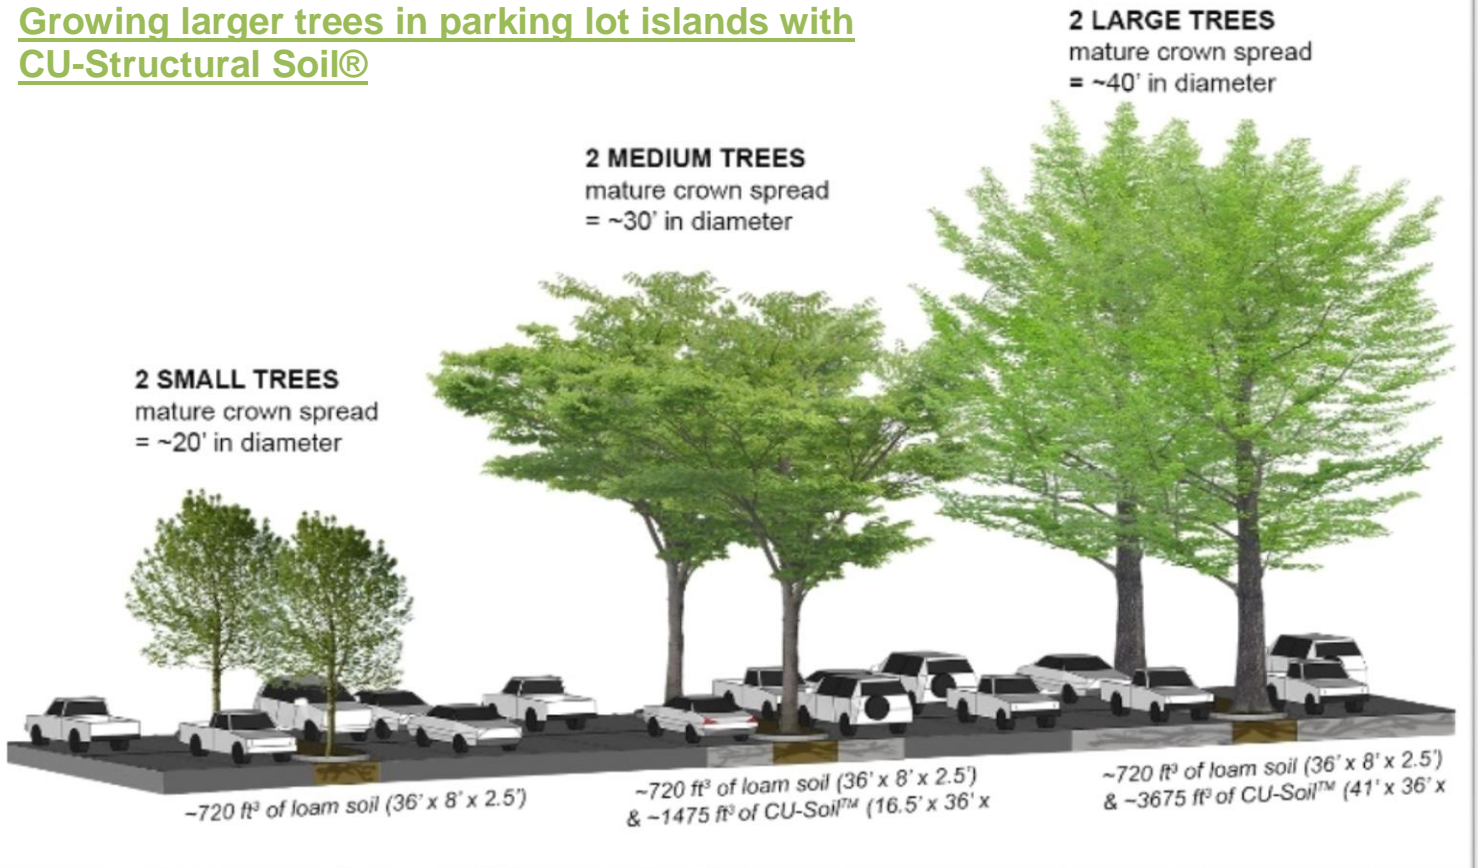 Growing larger trees in parking lot islands with
CU-Structural Soil®
2 LARGE TREES
mature crown spread
= ~40' in diameter
2 MEDIUM TREES
mature crown spread
= ~30' in diameter
2 SMALL TREES
mature crown spread
= ~20' in diameter
~720 ft³ of loam soil (36' x 8' x 2.5')
~720 ft³ of loam soil (36' x 8' x 2.5')
& ~1475 ft³ of CU-Soil™ (16.5' x 36' x
~720 ft³ of loam soil (36' x 8' x 2.5')
& ~3675 ft³ of CU-Soil™ (41' x 36' x